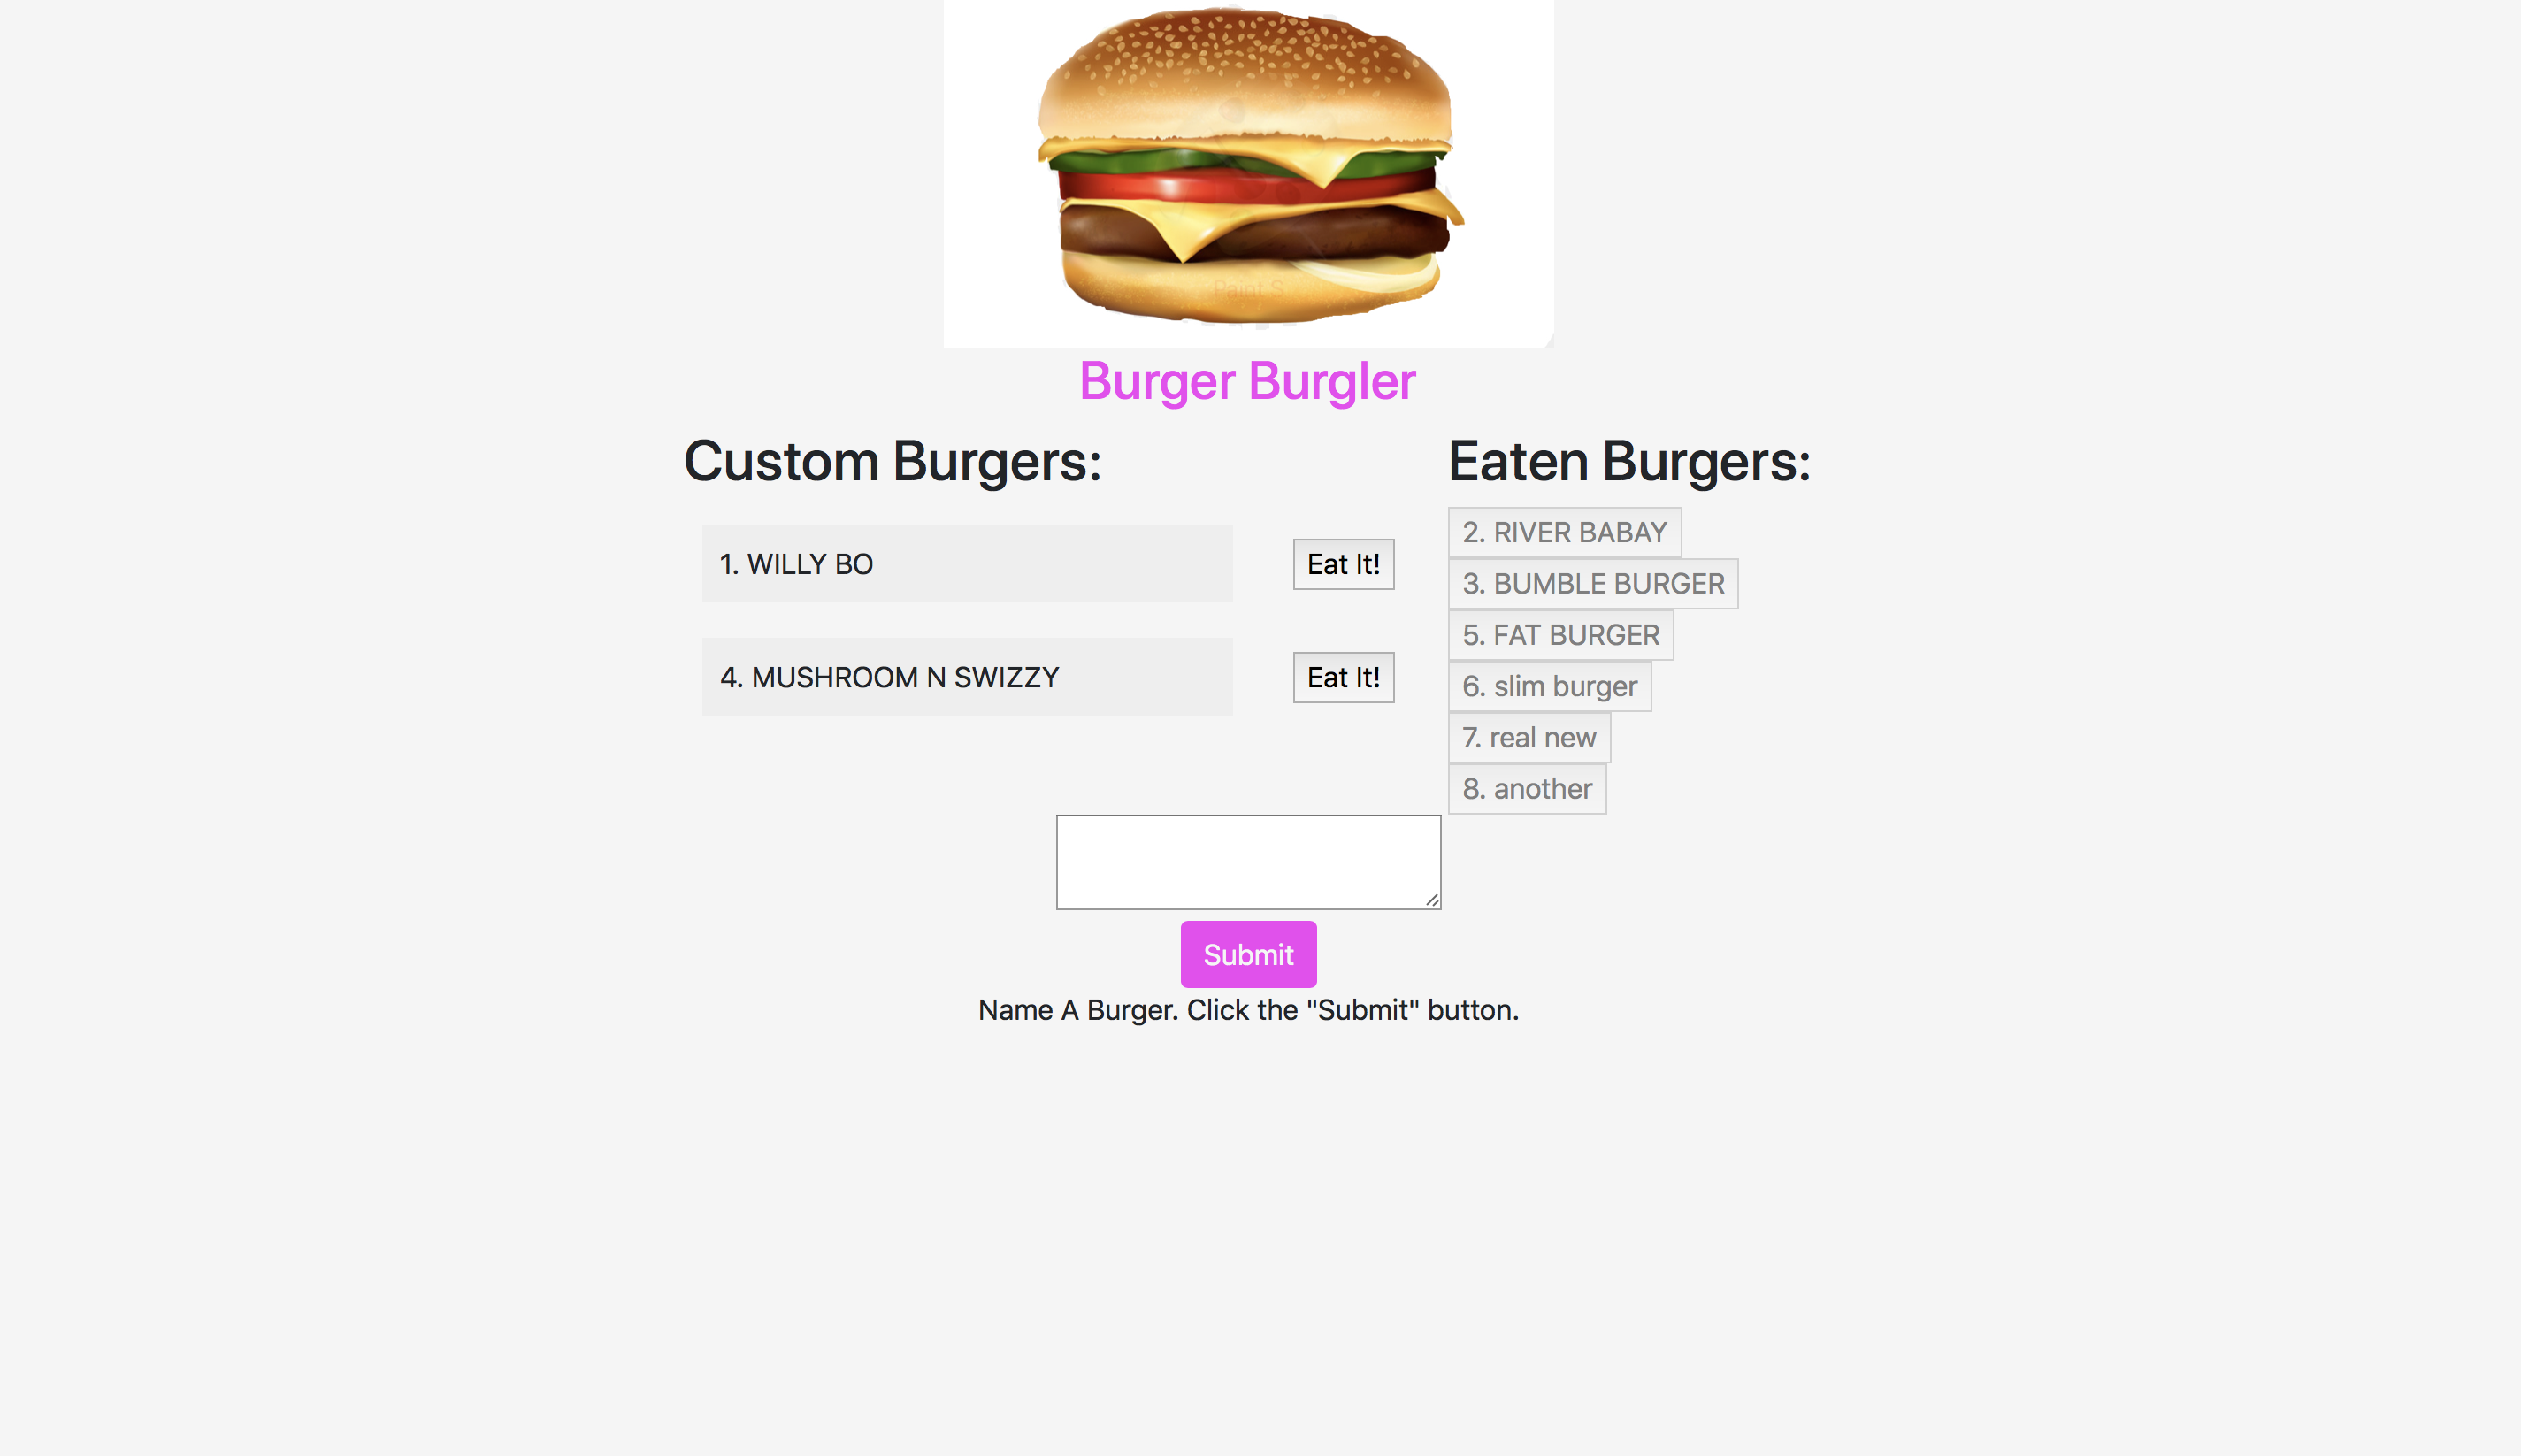 Paint S
Burger Burgler
Custom Burgers:
1. WILLY BO
Eat It!
4. MUSHROOM N SWIZZY
Eat It!
Eaten Burgers:
2. RIVER BABAY
3. BUMBLE BURGER
5. FAT BURGER
6. slim burger
7. real new
8. another
Submit
Name A Burger. Click the "Submit" button.